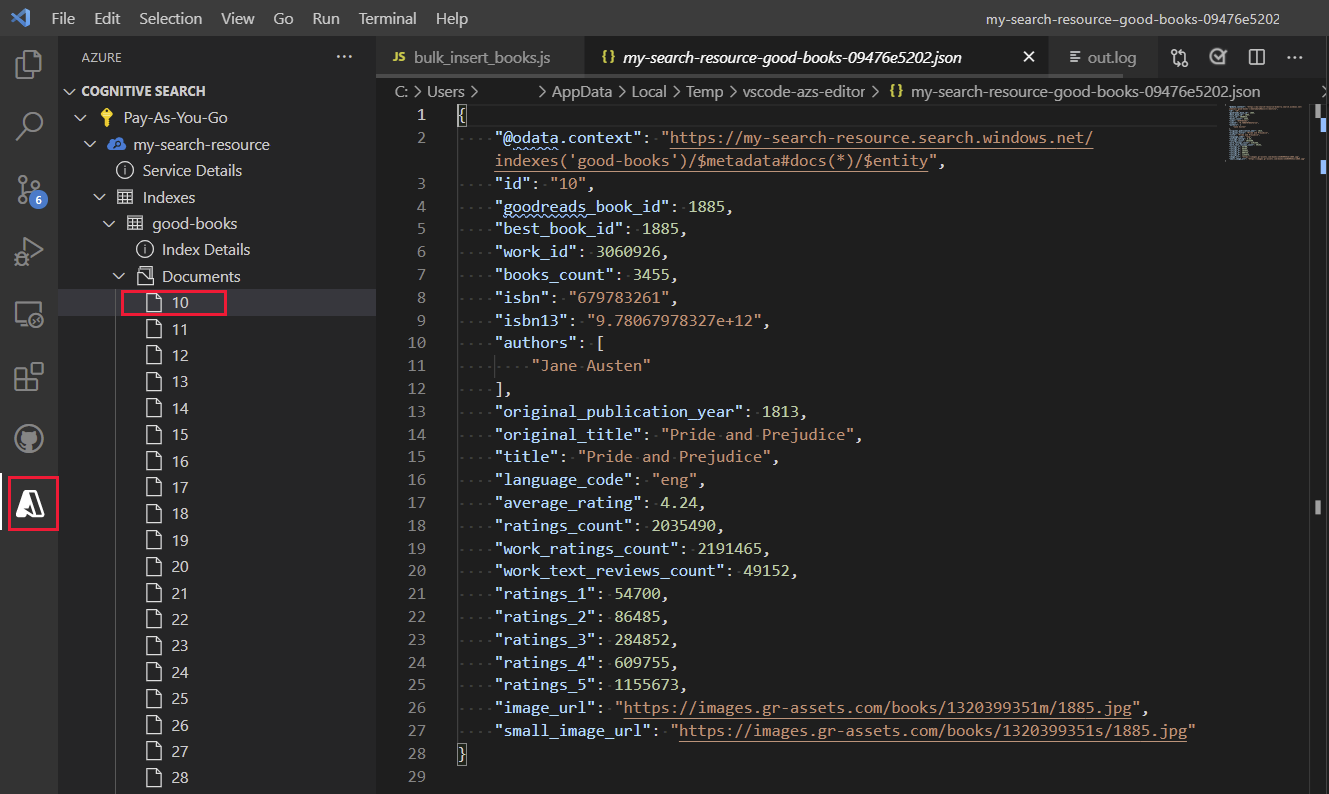 File Edit Selection View Go Run Terminal Help my-search-resource-good-books-09476e5202
AZURE ···
COGNITIVE SEARCH
Pay-As-You-Go
my-search-resource
Service Details
Indexes
good-books
Index Details
Documents
10
11
12
13
14
15
16
17
18
19
20
21
22
23
24
25
26
27
28
6
JS bulk_insert_books.js {} my-search-resource-good-books-09476e5202.json × out.log ···
C: > Users > > AppData > Local > Temp > vscode-azs-editor > {} my-search-resource-good-books-09476e5202.json
1 {
2 "@odata.context": "https://my-search-resource.search.windows.net/
indexes('good-books')/$metadata#docs(*)/$entity",
3 "id": "10",
4 "goodreads_book_id": 1885,
5 "best_book_id": 1885,
6 "work_id": 3060926,
7 "books_count": 3455,
8 "isbn": "679783261",
9 "isbn13": "9.78067978327e+12",
10 "authors": [
11 "Jane Austen"
12 ],
13 "original_publication_year": 1813,
14 "original_title": "Pride and Prejudice",
15 "title": "Pride and Prejudice",
16 "language_code": "eng",
17 "average_rating": 4.24,
18 "ratings_count": 2035490,
19 "work_ratings_count": 2191465,
20 "work_text_reviews_count": 49152,
21 "ratings_1": 54700,
22 "ratings_2": 86485,
23 "ratings_3": 284852,
24 "ratings_4": 609755,
25 "ratings_5": 1155673,
26 "image_url": "https://images.gr-assets.com/books/1320399351m/1885.jpg",
27 "small_image_url": "https://images.gr-assets.com/books/1320399351s/1885.jpg"
28 }
29